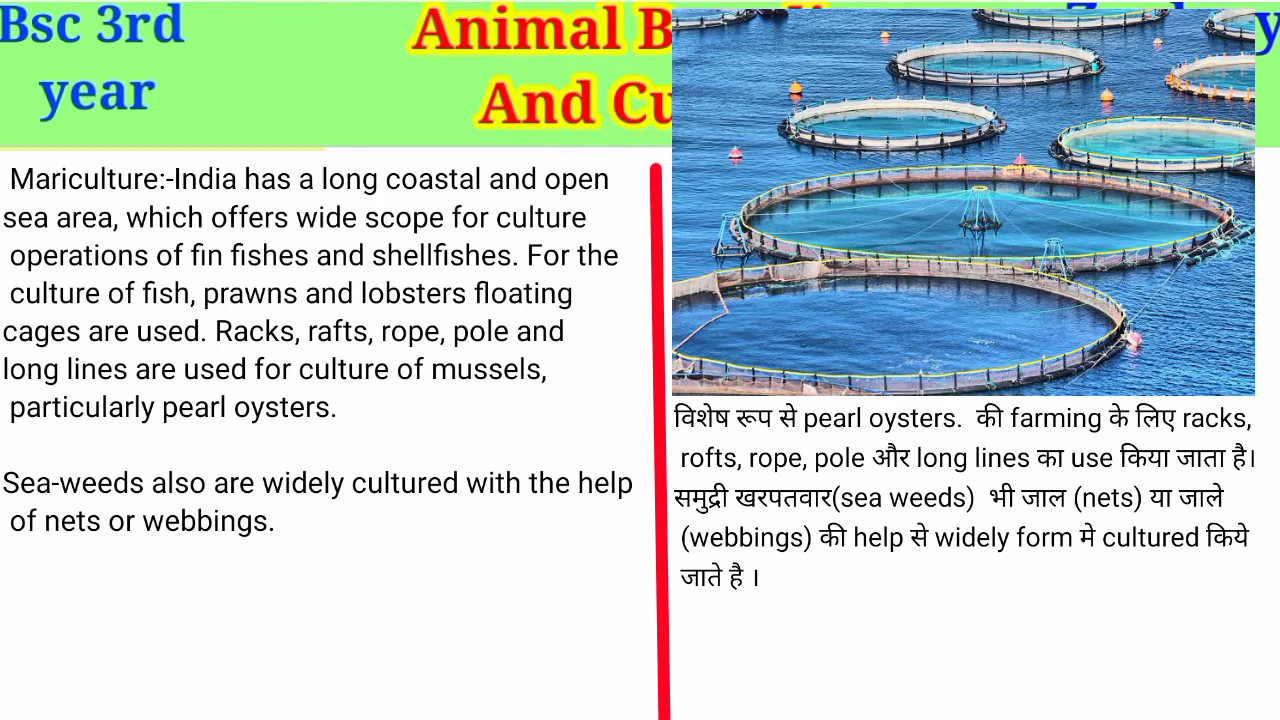 Bsc 3rd
year
Animal B
And Cu
Mariculture:-India has a long coastal and open
sea area, which offers wide scope for culture
operations of fin fishes and shellfishes. For the
culture of fish, prawns and lobsters floating
cages are used. Racks, rafts, rope, pole and
long lines are used for culture of mussels,
particularly pearl oysters.
Sea-weeds also are widely cultured with the help
of nets or webbings.
विशेष रूप से pearl oysters. की farming के लिए racks,
rofts, rope, pole और long lines का use किया जाता है।
समुद्री खरपतवार(sea weeds) भी जाल (nets) या जाले
(webbings) की help से widely form मे cultured किये
जाते है ।